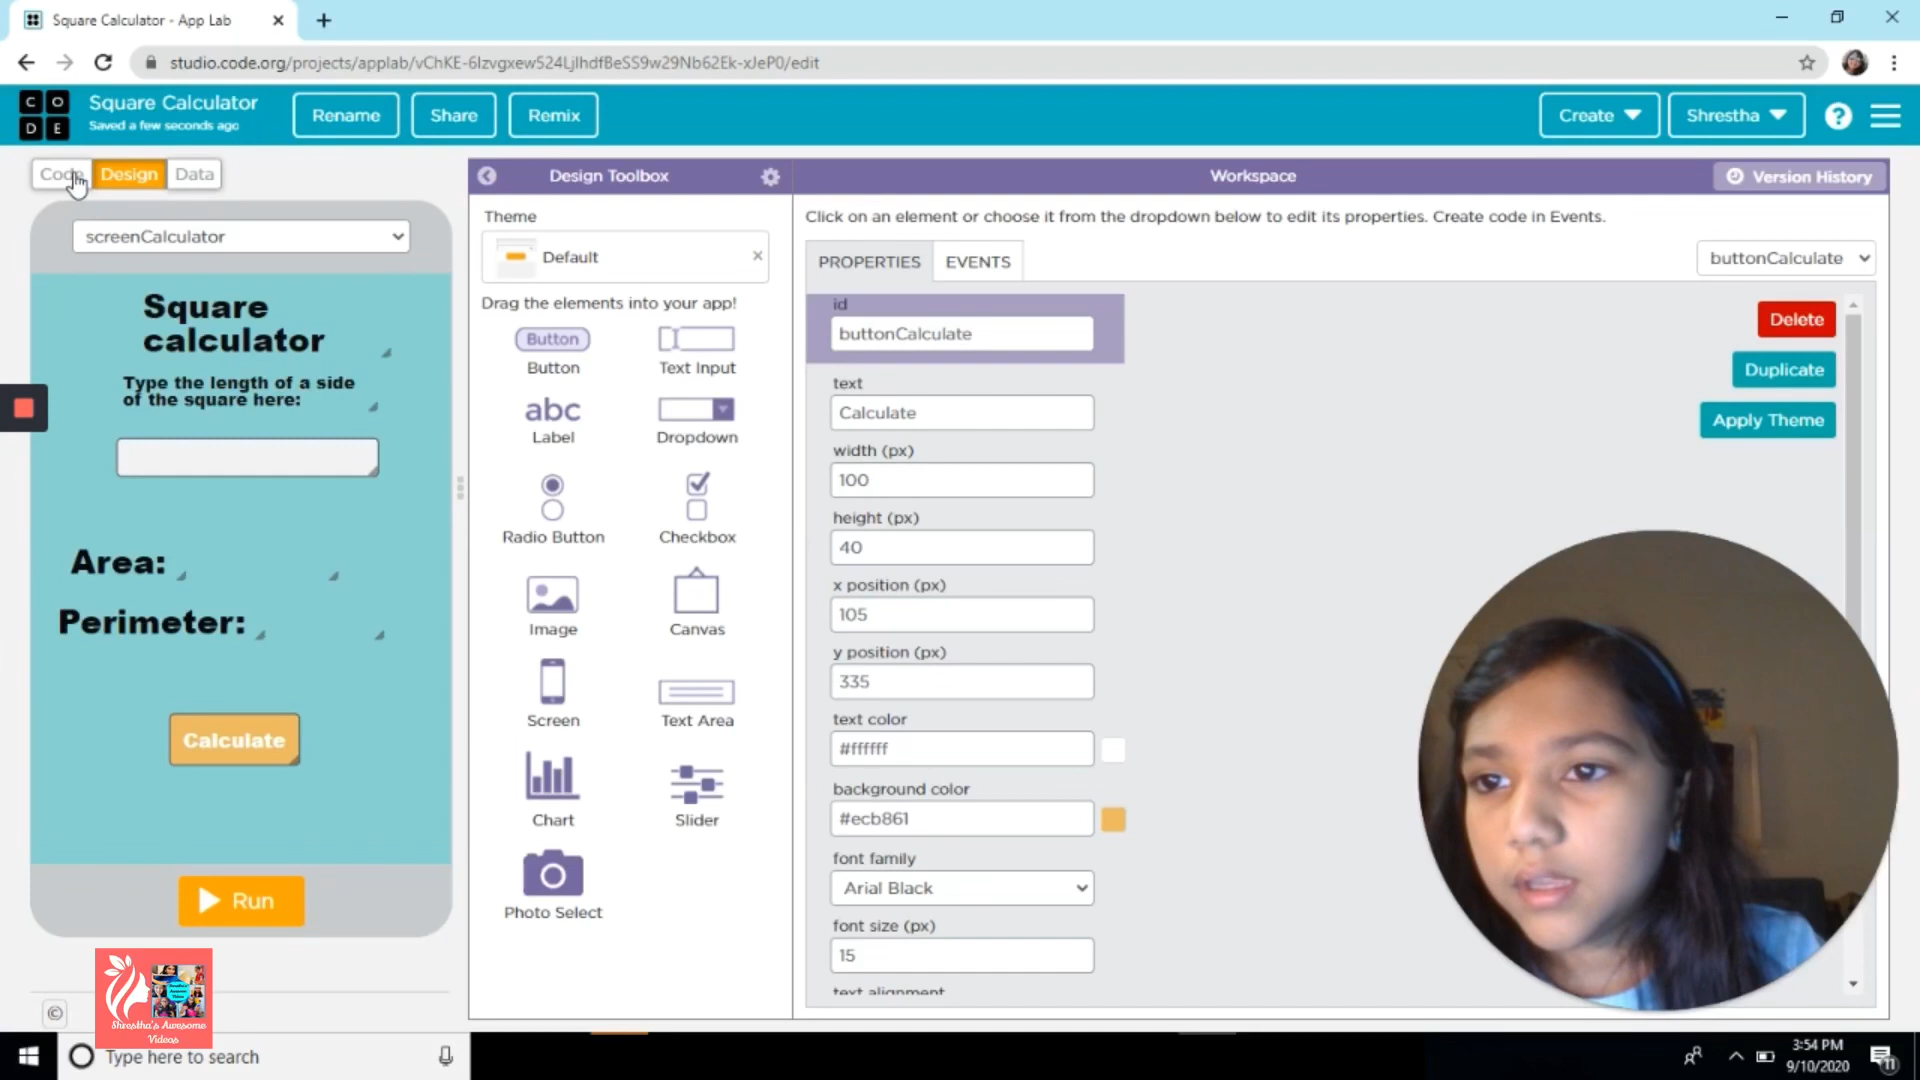 Square Calculator - App Lab
studio.code.org/projects/applab/vChKE-6Izvgxew524LjlhdfBeSS9w29Nb62Ek-xJeP0/edit
C O
D E
Square Calculator
Saved a few seconds ago
Rename
Share
Remix
Create
Shrestha
?
Code
Design
Data
Design Toolbox
Workspace
Version History
screenCalculator
Square
calculator
Type the length of a side
of the square here:
Area:
Perimeter:
Calculate
Run
Theme
Default
Drag the elements into your app!
Button
Button
Text Input
abc
Label
Dropdown
Radio Button
Checkbox
Image
Canvas
Screen
Text Area
Chart
Slider
Photo Select
Click on an element or choose it from the dropdown below to edit its properties. Create code in Events.
PROPERTIES
EVENTS
buttonCalculate
id
buttonCalculate
text
Calculate
width (px)
100
height (px)
40
x position (px)
105
y position (px)
335
text color
#ffffff
background color
#ecb861
font family
Arial Black
font size (px)
15
text alignment
Delete
Duplicate
Apply Theme
©
Shrestha's Awesome
Videos
Type here to search
3:54 PM
9/10/2020
11